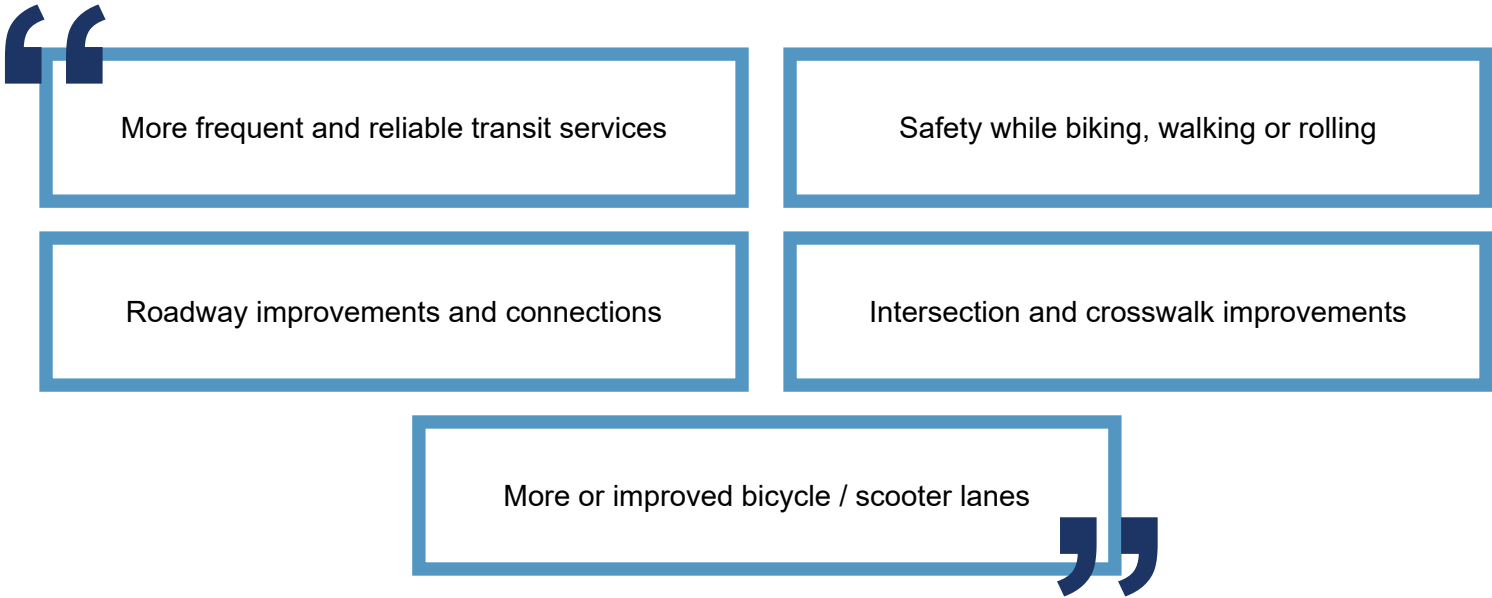 “
More frequent and reliable transit services
Safety while biking, walking or rolling
Roadway improvements and connections
Intersection and crosswalk improvements
More or improved bicycle / scooter lanes
”